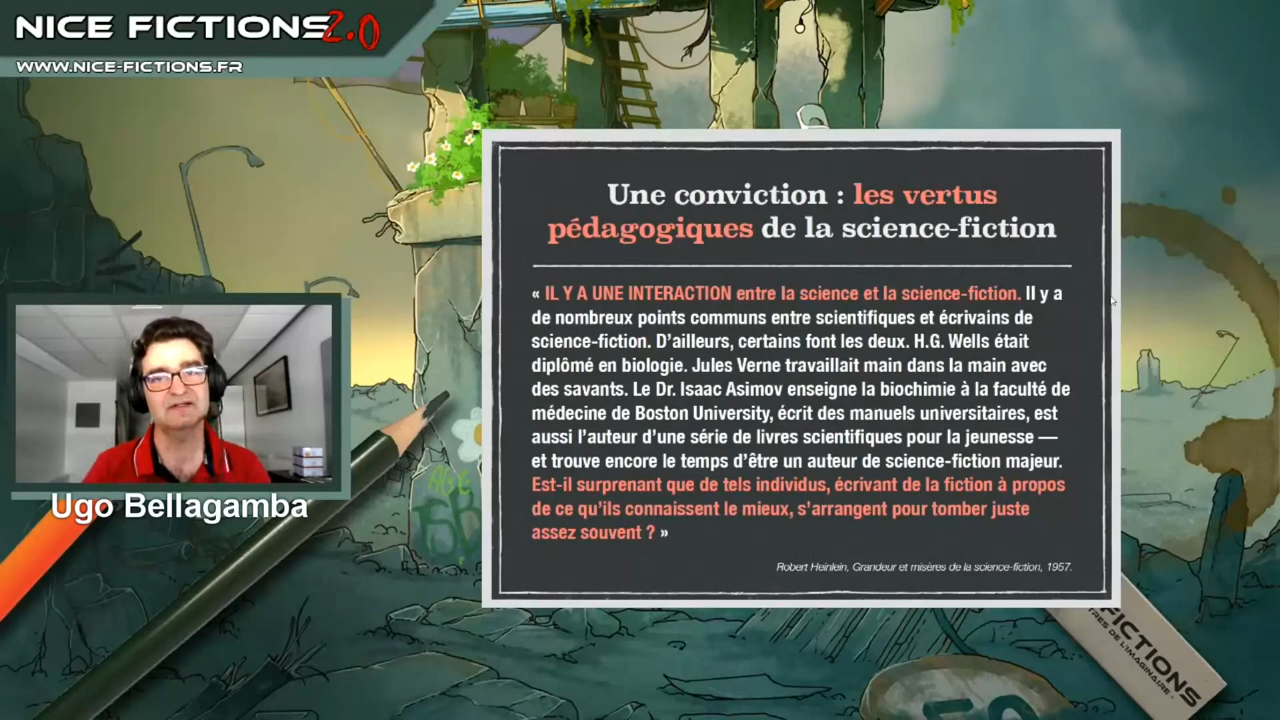 NICE FICTIONS 2.0
WWW.NICE-FICTIONS.FR
Une conviction : les vertus
pédagogiques de la science-fiction
« IL Y A UNE INTERACTION entre la science et la science-fiction. Il y a
de nombreux points communs entre scientifiques et écrivains de
science-fiction. D'ailleurs, certains font les deux. H.G. Wells était
diplômé en biologie. Jules Verne travaillait main dans la main avec
des savants. Le Dr. Isaac Asimov enseigne la biochimie à la faculté de
médecine de Boston University, écrit des manuels universitaires, est
aussi l'auteur d'une série de livres scientifiques pour la jeunesse —
et trouve encore le temps d'être un auteur de science-fiction majeur.
Est-il surprenant que de tels individus, écrivant de la fiction à propos
de ce qu'ils connaissent le mieux, s'arrangent pour tomber juste
assez souvent ? »
Robert Heinlein, Grandeur et misères de la science-fiction, 1957.
Ugo Bellagamba
FICTIONS
DE L'IMAGINAIRE